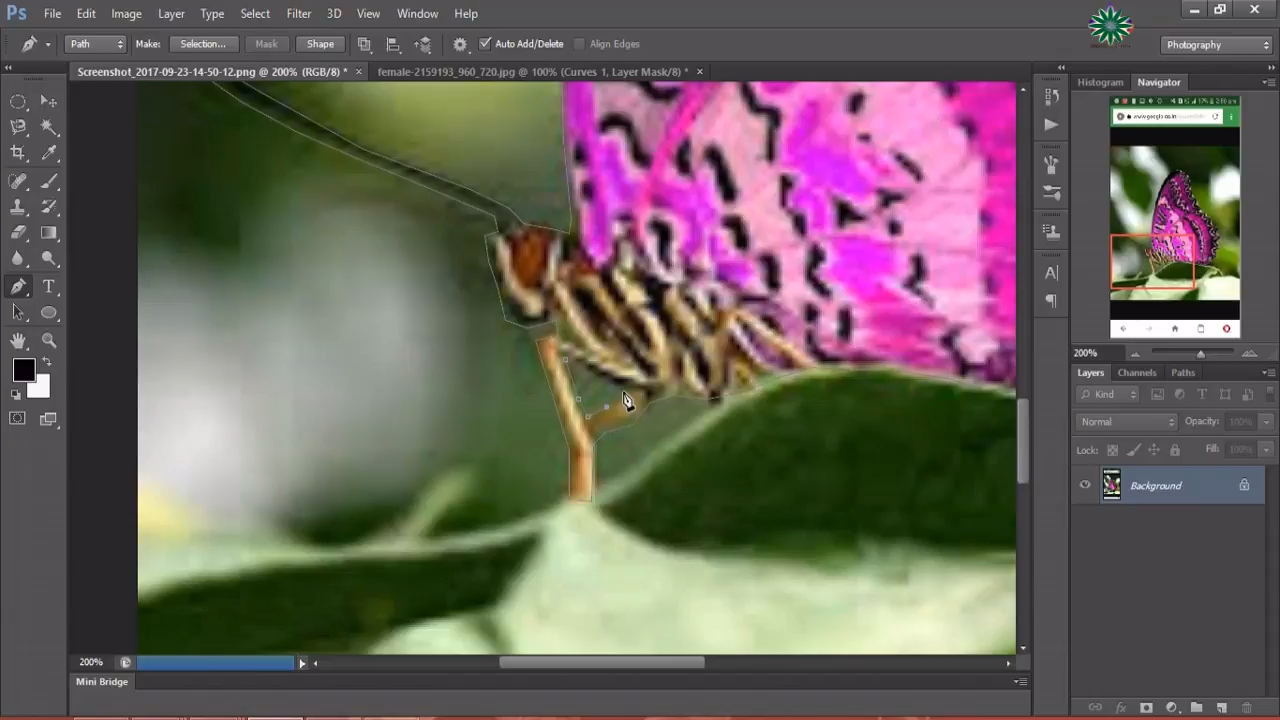 Ps File Edit Image Layer Type Select Filter 3D View Window Help
Path Make: Selection... Mask Shape Auto Add/Delete Align Edges Photography
Screenshot_2017-09-23-14-50-12.png @ 200% (RGB/8) * × female-2159193_960_720.jpg @ 100% (Curves 1, Layer Mask/8) * ×
Histogram Navigator
200%
Layers Channels Paths
Kind
Normal Opacity: 100%
Lock: Fill: 100%
Background
200%
Mini Bridge